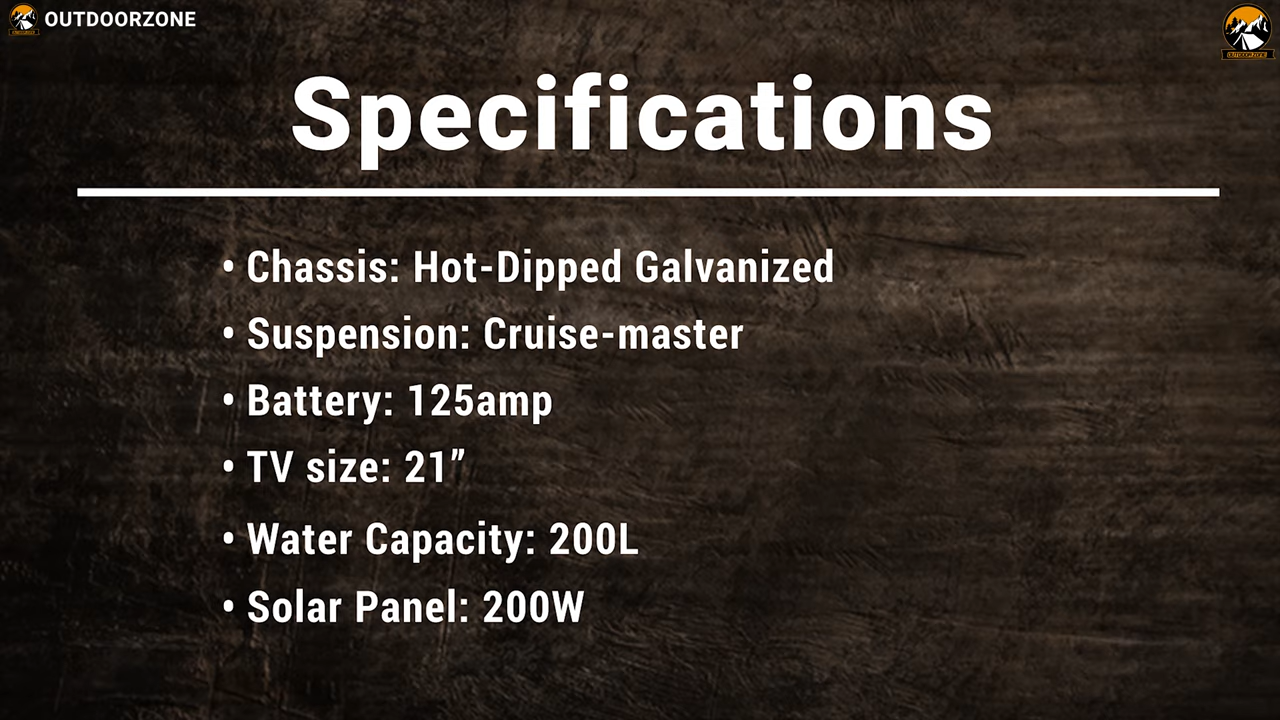 OUTDOORZONE
Specifications
• Chassis: Hot-Dipped Galvanized
• Suspension: Cruise-master
• Battery: 125amp
• TV size: 21”
• Water Capacity: 200L
• Solar Panel: 200W